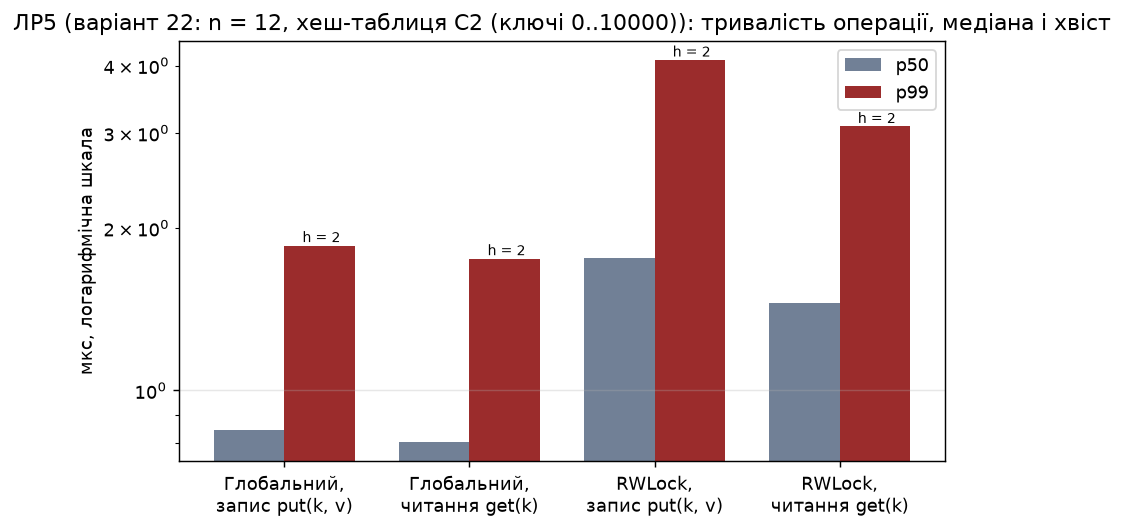 ЛР5 (варіант 22: n = 12, хеш-таблиця C2 (ключі 0..10000)): тривалість операції, медіана і хвіст
мкс, логарифмічна шкала
4 × 10⁰
3 × 10⁰
2 × 10⁰
10⁰
h = 2
h = 2
h = 2
h = 2
p50
p99
Глобальний,
запис put(k, v)
Глобальний,
читання get(k)
RWLock,
запис put(k, v)
RWLock,
читання get(k)